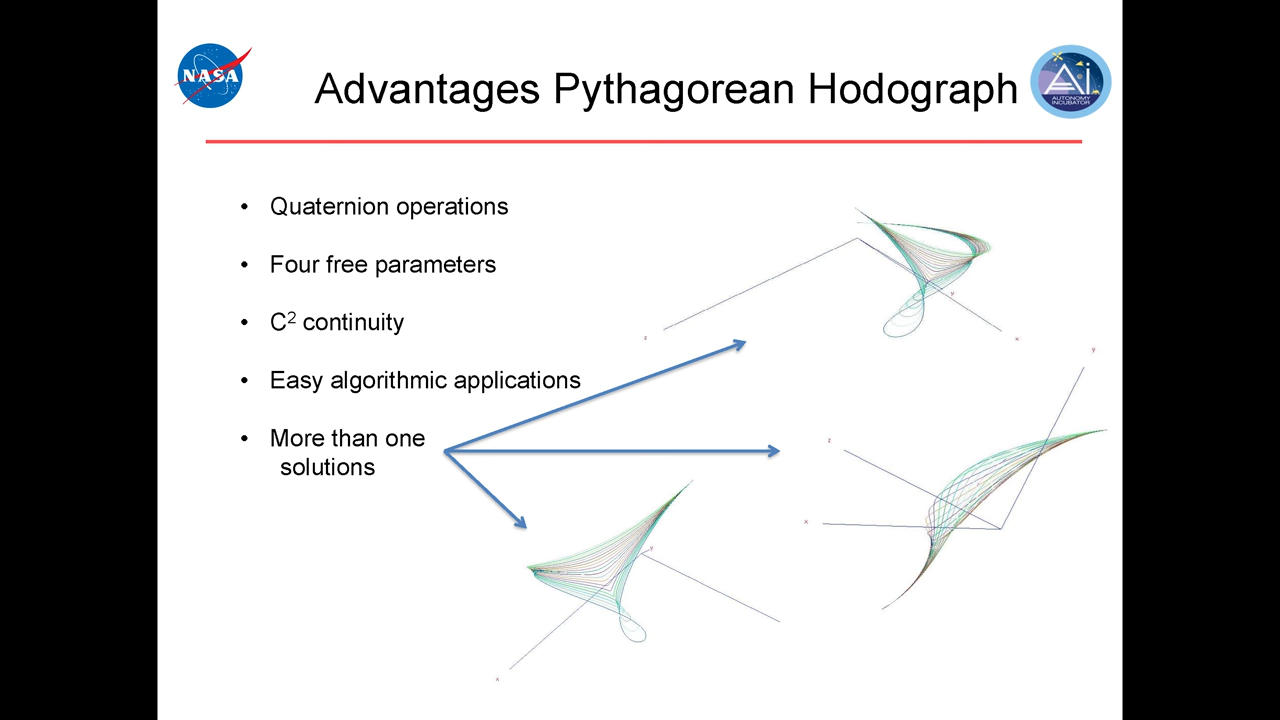 NASA
Advantages Pythagorean Hodograph
Ai
AUTONOMY
INCUBATOR
• Quaternion operations
• Four free parameters
• C² continuity
• Easy algorithmic applications
• More than one
solutions
z
y
x
y
z
x
y
x